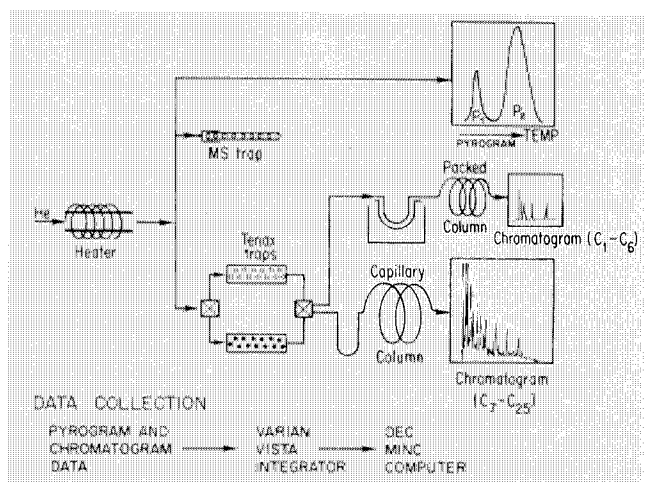 TEMP
PYROGRAM
MS trap
Packed
Column
Chromatogram (C1-C6)
He
Heater
Tenax
traps
Capillary
Column
Chromatogram
(C7-C25)
DATA COLLECTION
PYROGRAM AND
CHROMATOGRAM
DATA
VARIAN
VISTA
INTEGRATOR
DEC
MINC
COMPUTER